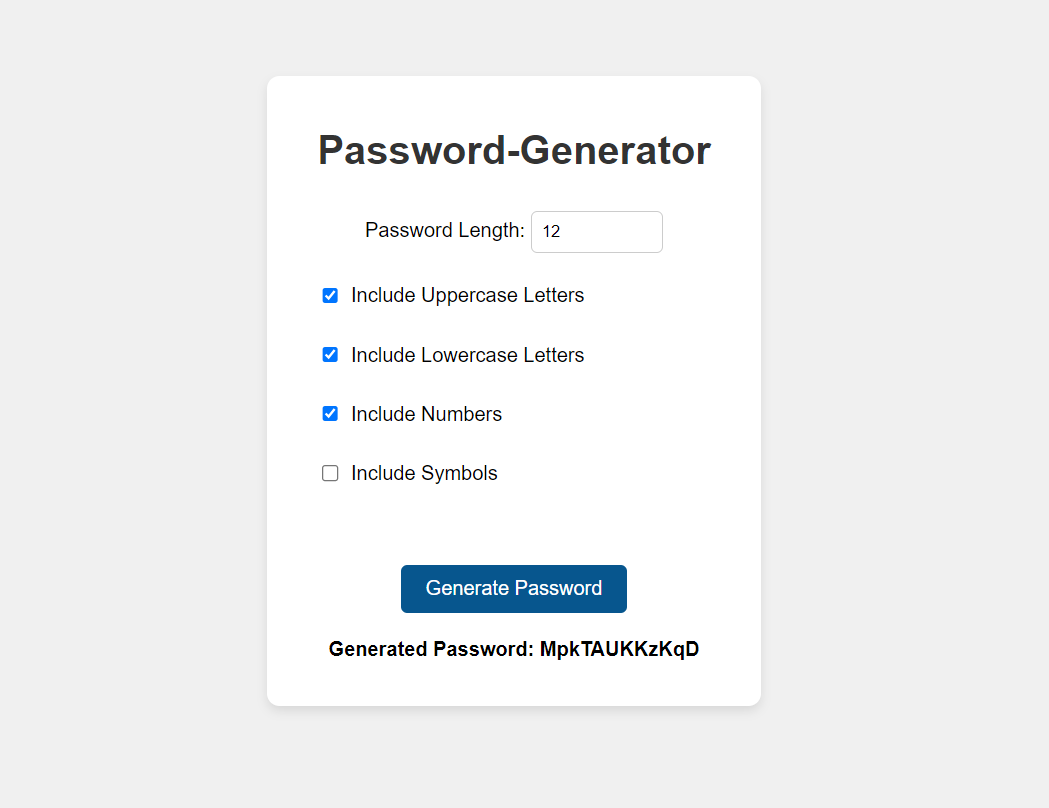 Password-Generator
Password Length: 12
Include Uppercase Letters
Include Lowercase Letters
Include Numbers
Include Symbols
Generate Password
Generated Password: MpkTAUKKzKqD